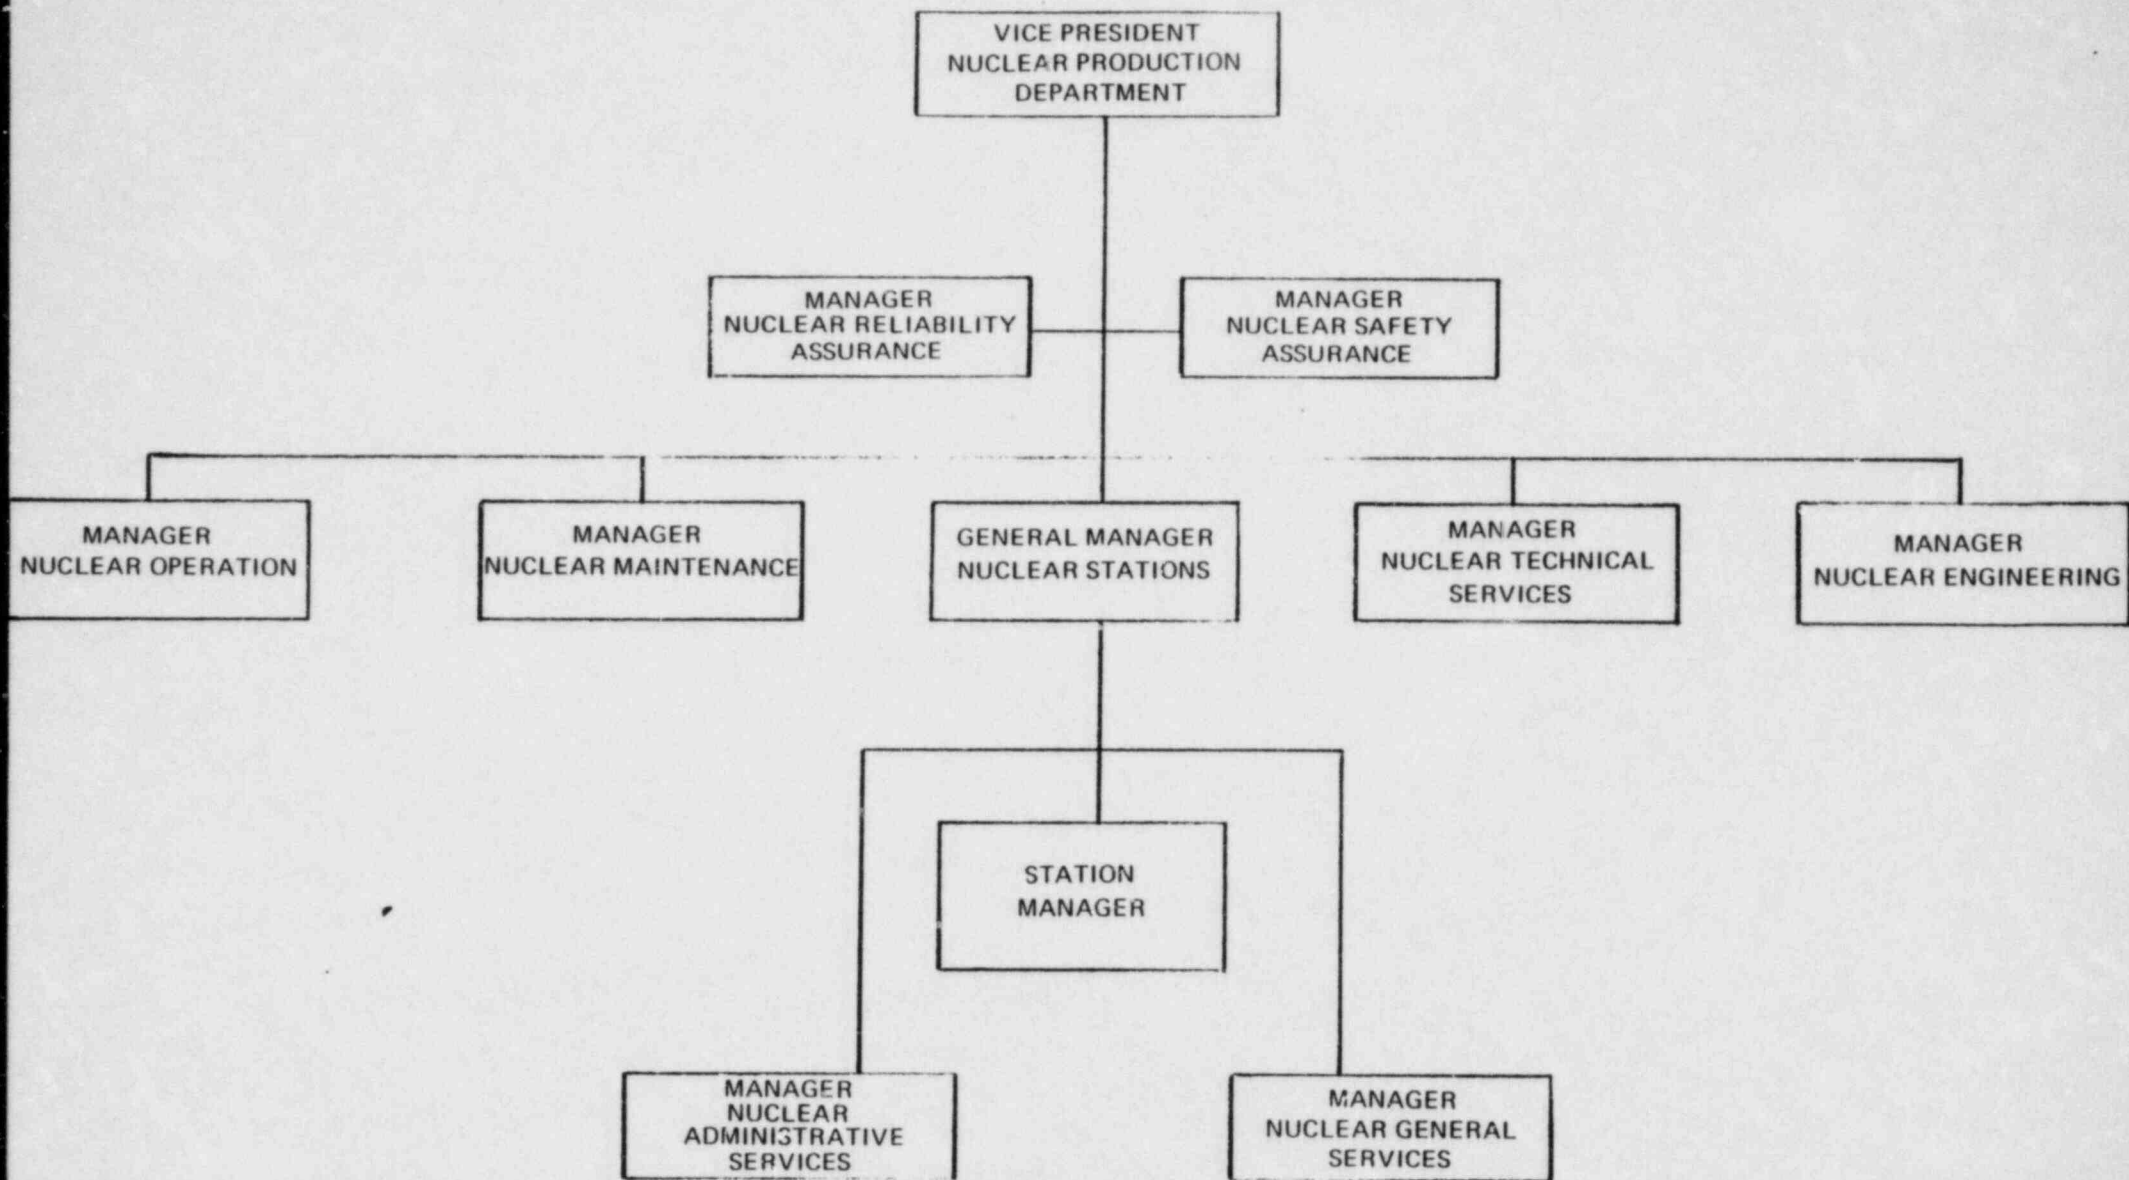 VICE PRESIDENT
NUCLEAR PRODUCTION
DEPARTMENT
MANAGER
NUCLEAR RELIABILITY
ASSURANCE
MANAGER
NUCLEAR SAFETY
ASSURANCE
MANAGER
NUCLEAR OPERATION
MANAGER
NUCLEAR MAINTENANCE
GENERAL MANAGER
NUCLEAR STATIONS
MANAGER
NUCLEAR TECHNICAL
SERVICES
MANAGER
NUCLEAR ENGINEERING
STATION
MANAGER
MANAGER
NUCLEAR
ADMINISTRATIVE
SERVICES
MANAGER
NUCLEAR GENERAL
SERVICES